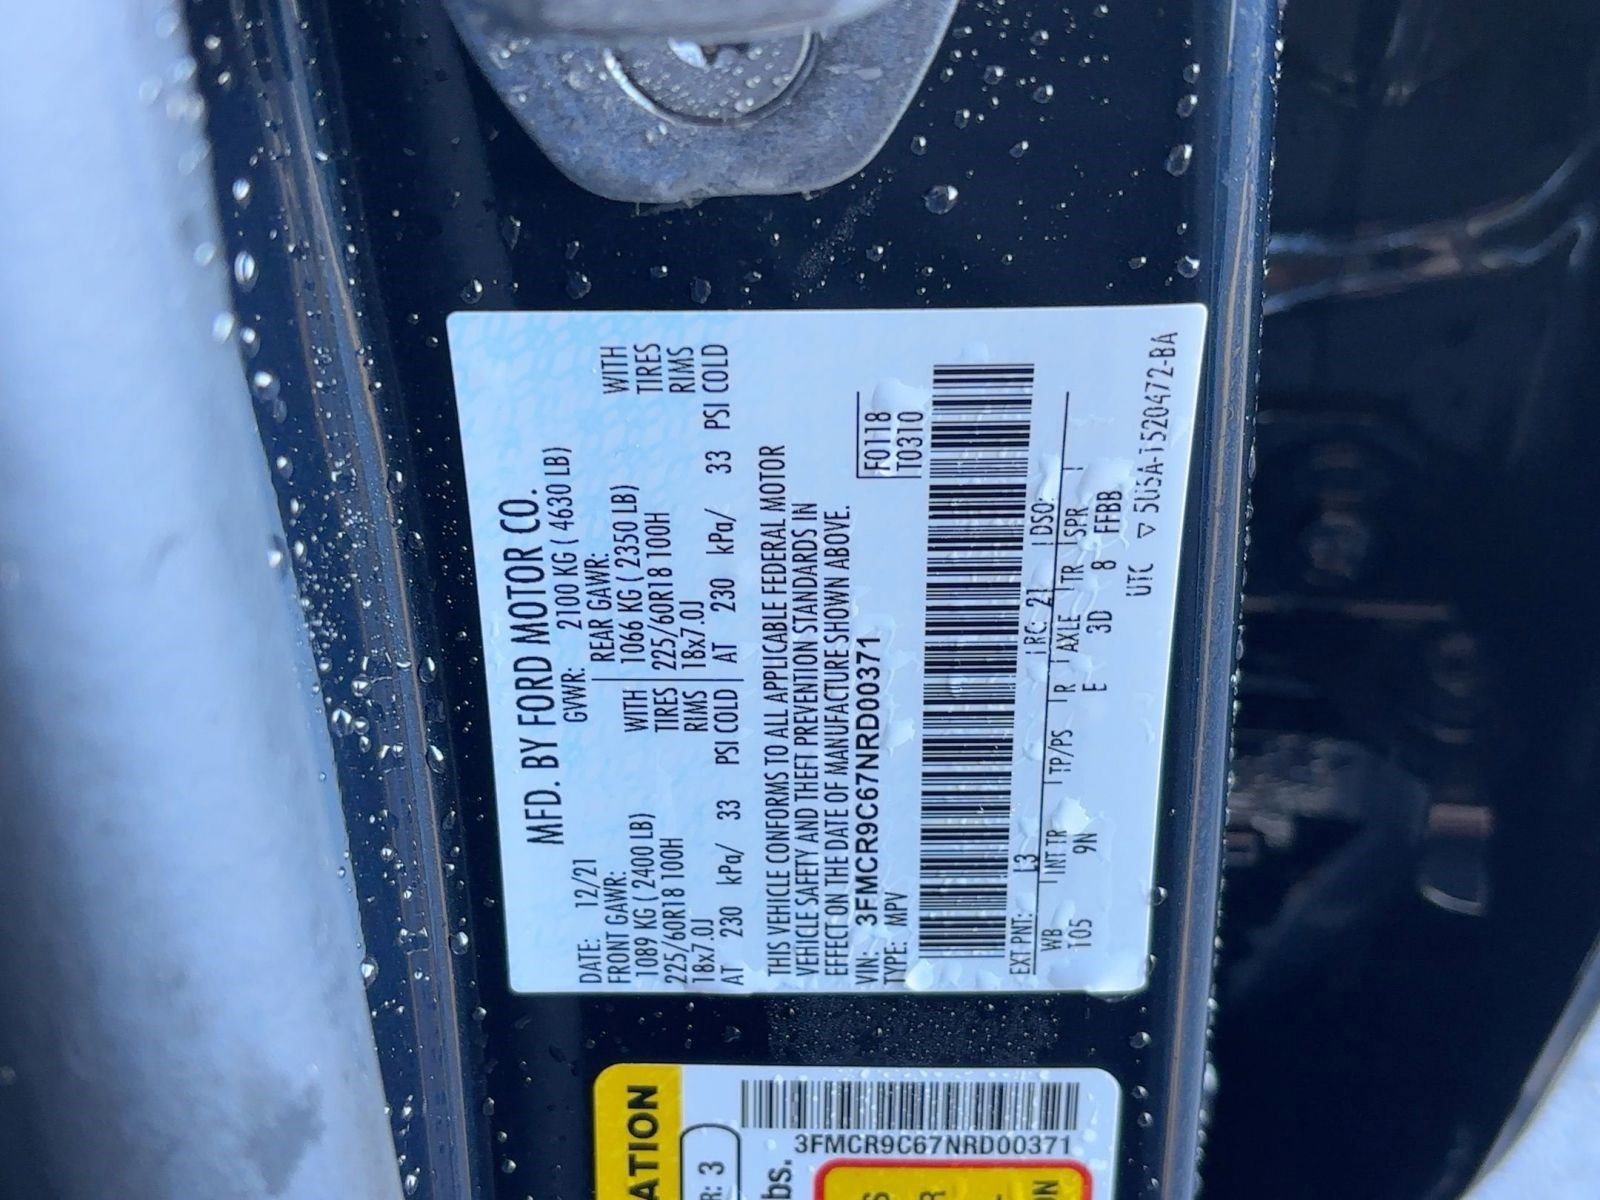 MFD. BY FORD MOTOR CO.
DATE: 12/21 GVWR: 2100 KG ( 4630 LB)
FRONT GAWR: REAR GAWR:
1089 KG ( 2400 LB) WITH 1066 KG ( 2350 LB) WITH
225/60R18 100H TIRES 225/60R18 100H TIRES
18x7.0J RIMS 18x7.0J RIMS
AT 230 kPa/ 33 PSI COLD AT 230 kPa/ 33 PSI COLD
THIS VEHICLE CONFORMS TO ALL APPLICABLE FEDERAL MOTOR
VEHICLE SAFETY AND THEFT PREVENTION STANDARDS IN
EFFECT ON THE DATE OF MANUFACTURE SHOWN ABOVE.
VIN: 3FMCR9C67NRD00371 F0118
TYPE: MPV T0310
EXT PNT: 13 RC: 21 DSO:
WB INT TR TP/PS R AXLE TR SPR
105 9N E 3D 8 FFBB
UTC ▽ 5U5A-1520472-BA
ATION
R: 3
3FMCR9C67NRD00371
bs.
S
R
ON